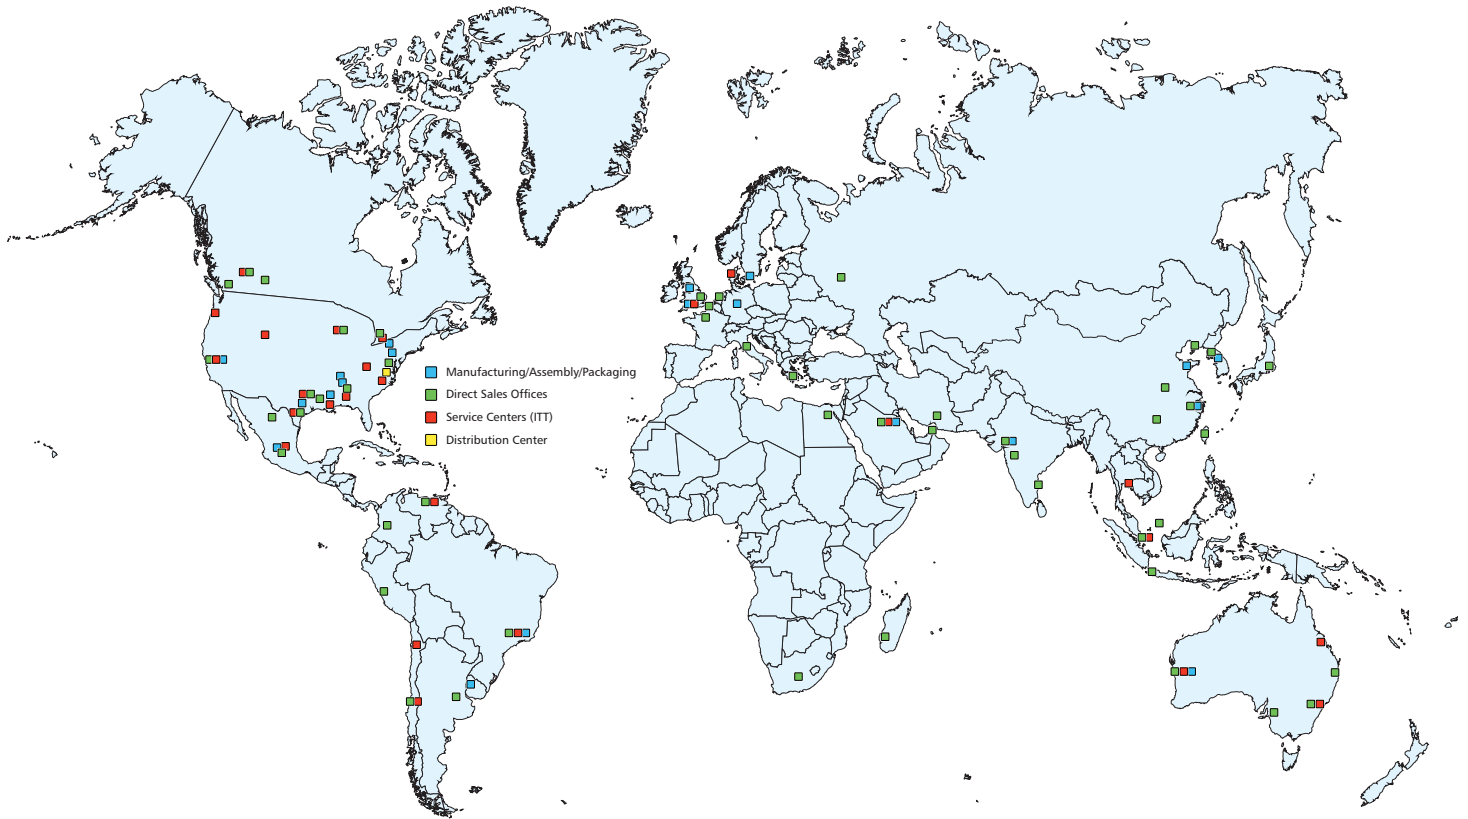 Manufacturing/Assembly/Packaging
Direct Sales Offices
Service Centers (ITT)
Distribution Center